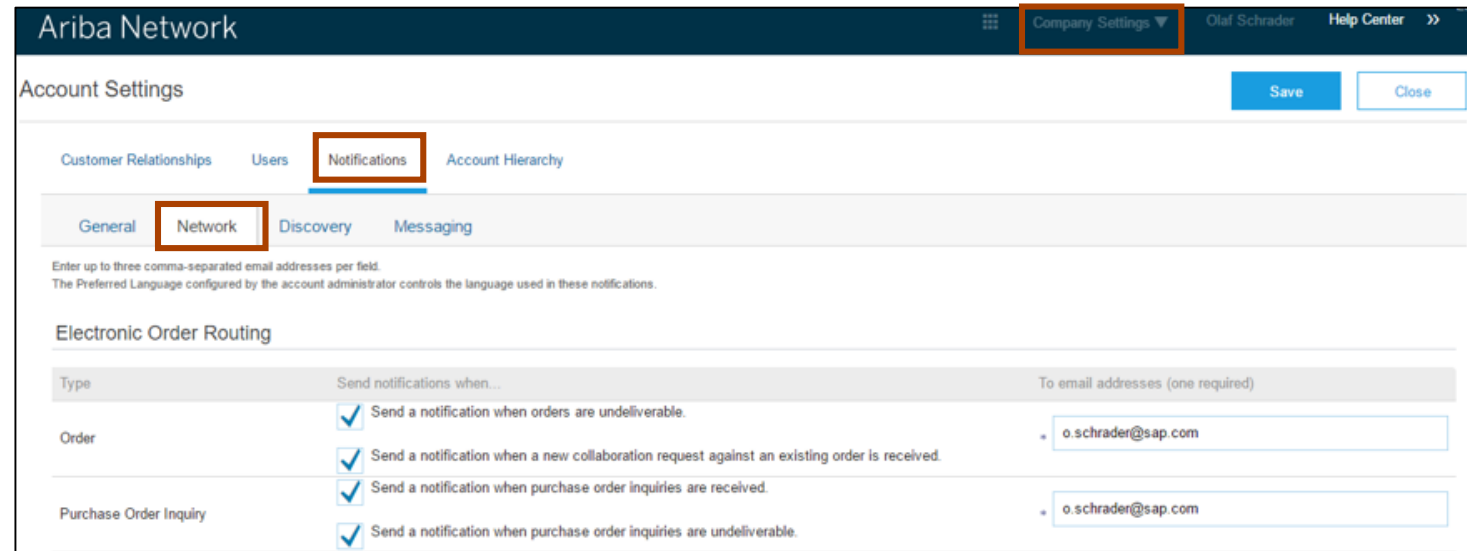 Ariba Network
Company Settings ▼ Olaf Schrader Help Center »
Account Settings
Save Close
Customer Relationships Users Notifications Account Hierarchy
General Network Discovery Messaging
Enter up to three comma-separated email addresses per field.
The Preferred Language configured by the account administrator controls the language used in these notifications.
Electronic Order Routing
Type Send notifications when... To email addresses (one required)
Send a notification when orders are undeliverable.
Order * o.schrader@sap.com
Send a notification when a new collaboration request against an existing order is received.
Send a notification when purchase order inquiries are received.
Purchase Order Inquiry * o.schrader@sap.com
Send a notification when purchase order inquiries are undeliverable.